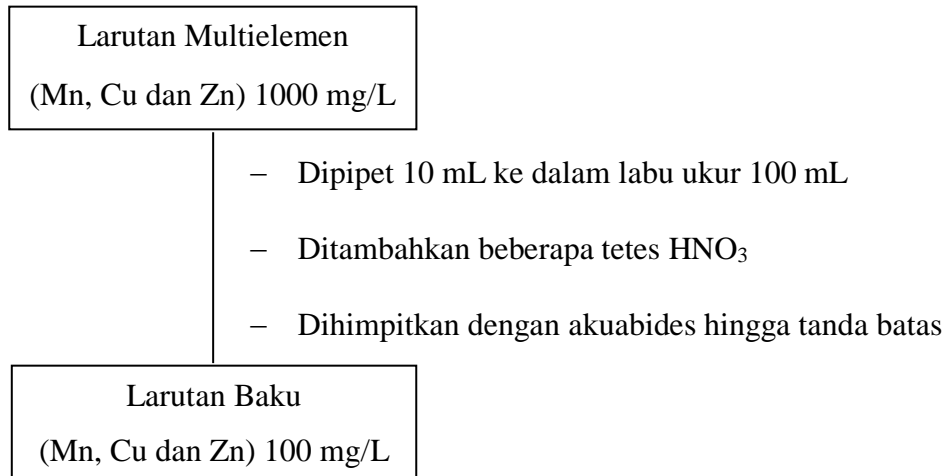 Larutan Multielemen
(Mn, Cu dan Zn) 1000 mg/L
– Dipipet 10 mL ke dalam labu ukur 100 mL
– Ditambahkan beberapa tetes HNO₃
– Dihimpitkan dengan akuabides hingga tanda batas
Larutan Baku
(Mn, Cu dan Zn) 100 mg/L